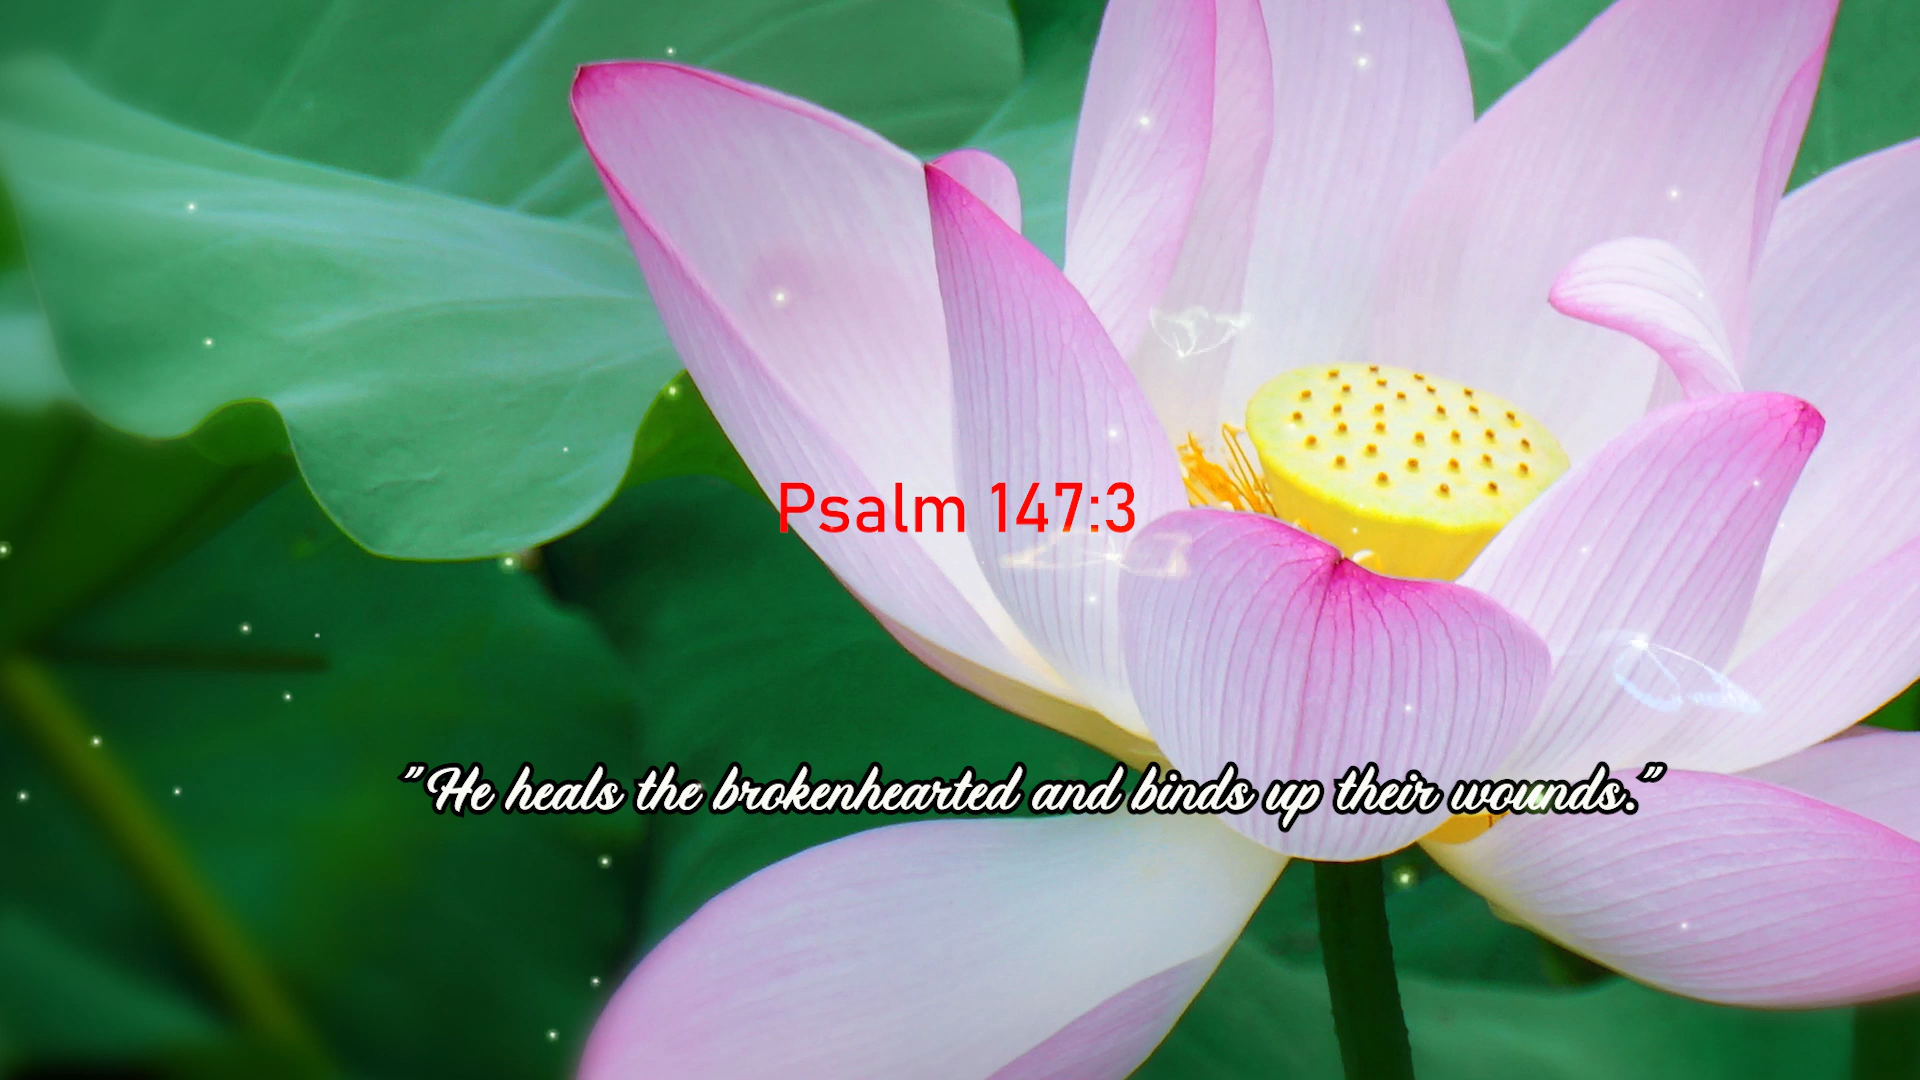 Psalm 147:3
"He heals the brokenhearted and binds up their wounds."